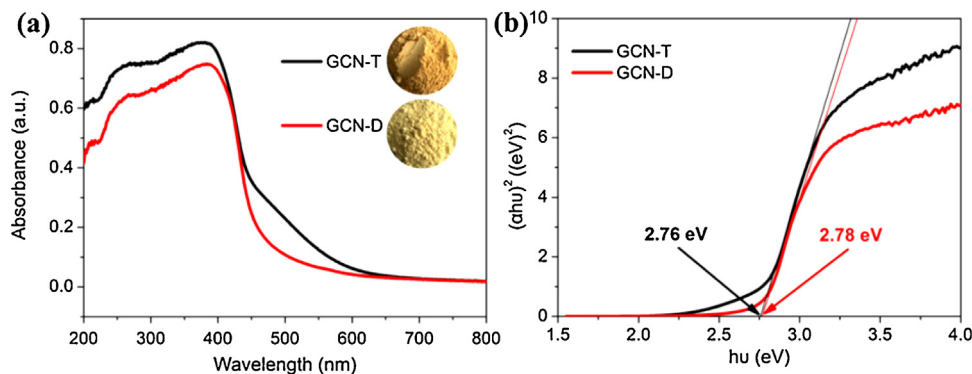 (a)
0.8
0.6
0.4
0.2
0.0
Absorbance (a.u.)
GCN-T
GCN-D
200 300 400 500 600 700 800
Wavelength (nm)
(b)
10
8
6
4
2
0
(αhυ)² ((eV)²)
GCN-T
GCN-D
2.76 eV
2.78 eV
1.5 2.0 2.5 3.0 3.5 4.0
hυ (eV)